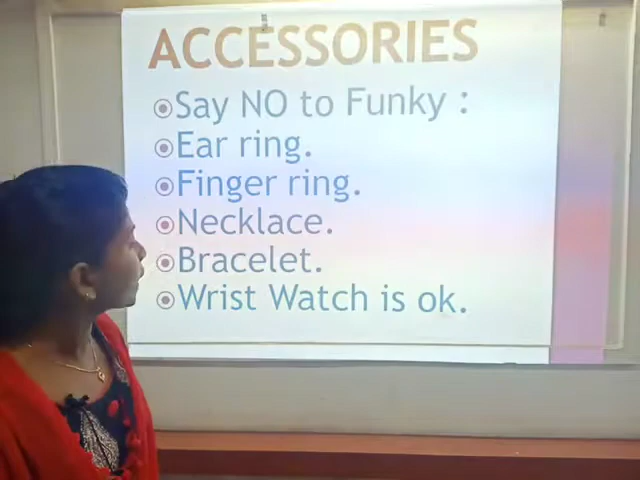 ACCESSORIES
Say NO to Funky :
Ear ring.
Finger ring.
Necklace.
Bracelet.
Wrist Watch is ok.